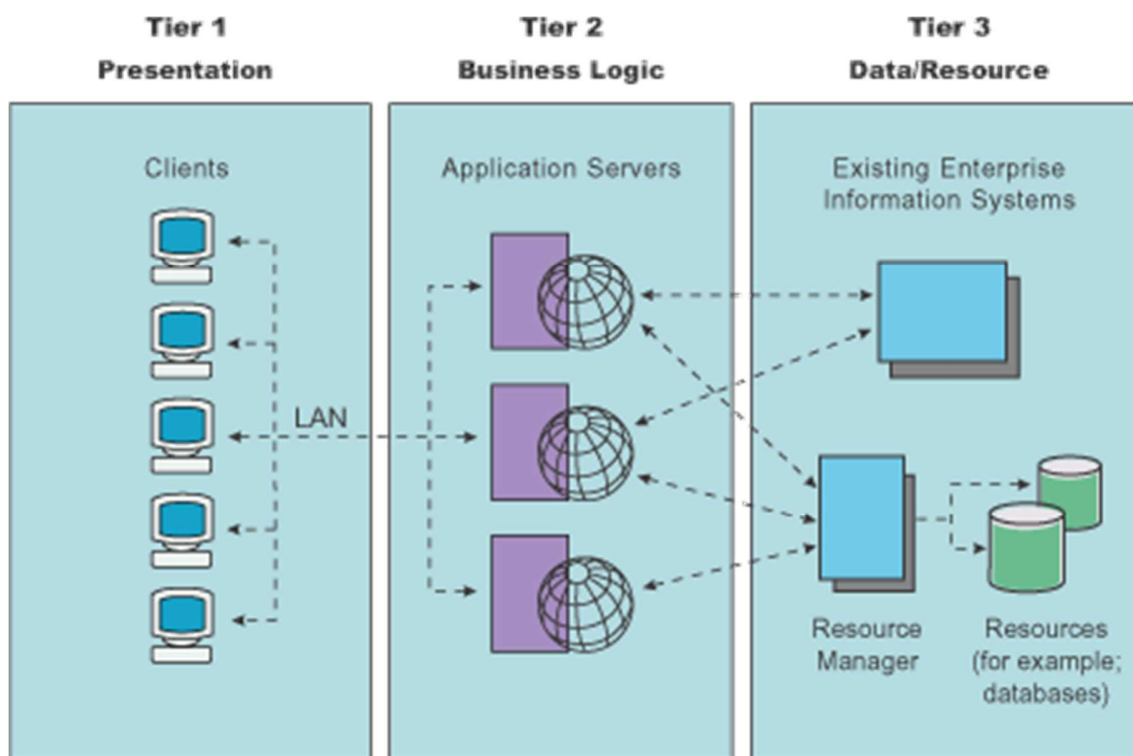 Tier 1
Presentation
Tier 2
Business Logic
Tier 3
Data/Resource
Clients
LAN
Application Servers
Existing Enterprise
Information Systems
Resource
Manager
Resources
(for example;
databases)